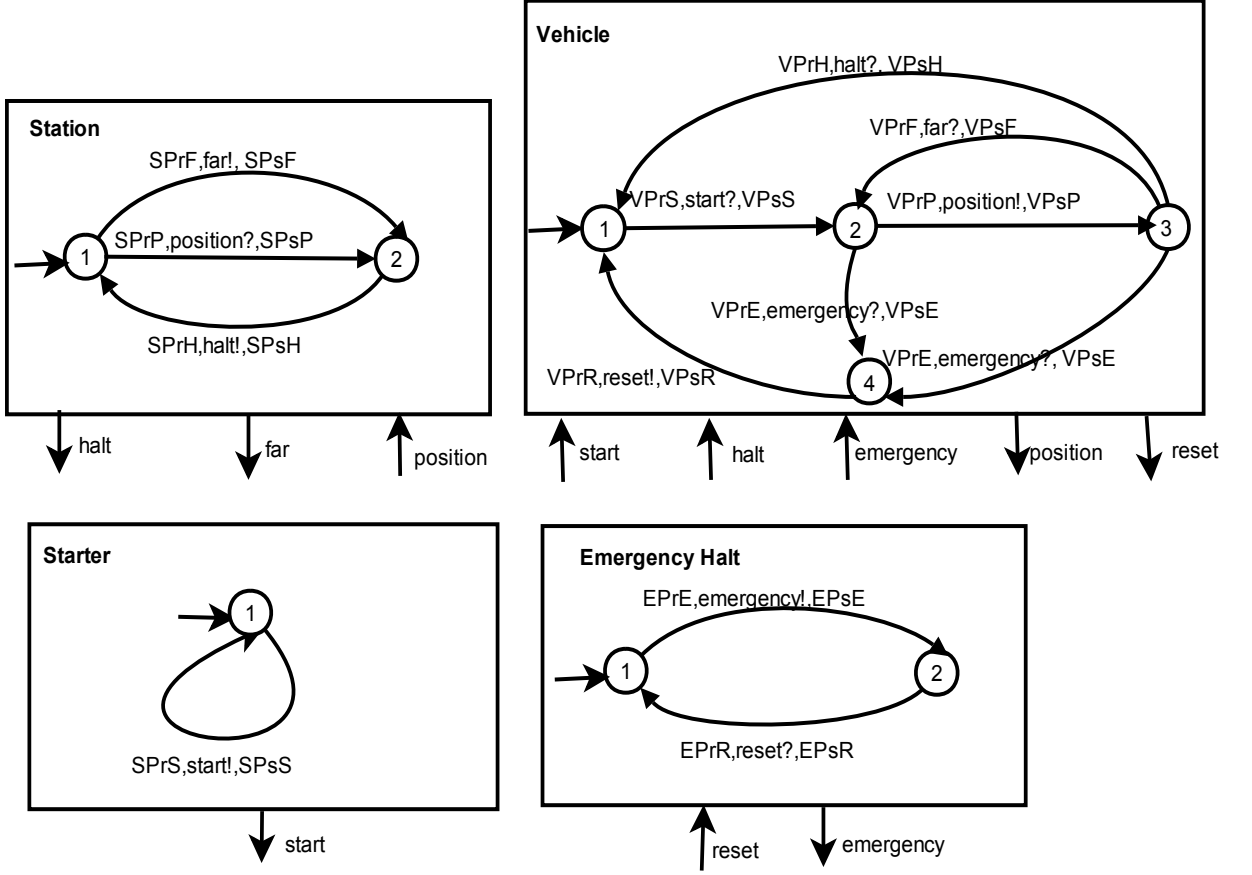 Station
SPrF,far!, SPsF
1
SPrP,position?,SPsP
2
SPrH,halt!,SPsH
halt
far
position
Vehicle
VPrH,halt?, VPsH
VPrF,far?,VPsF
VPrS,start?,VPsS
VPrP,position!,VPsP
1
2
3
VPrE,emergency?,VPsE
VPrE,emergency?, VPsE
VPrR,reset!,VPsR
4
start
halt
emergency
position
reset
Starter
1
SPrS,start!,SPsS
start
Emergency Halt
EPrE,emergency!,EPsE
1
2
EPrR,reset?,EPsR
reset
emergency